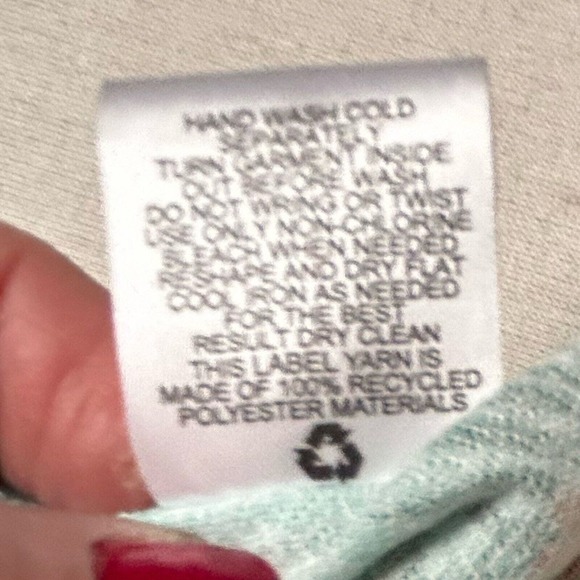 HAND WASH COLD
SEPARATELY
TURN GARMENT INSIDE
OUT BEFORE WASH
DO NOT WRING OR TWIST
USE ONLY NON-CHLORINE
BLEACH WHEN NEEDED
RESHAPE AND DRY FLAT
COOL IRON AS NEEDED
FOR THE BEST
RESULT DRY CLEAN
THIS LABEL YARN IS
MADE OF 100% RECYCLED
POLYESTER MATERIALS